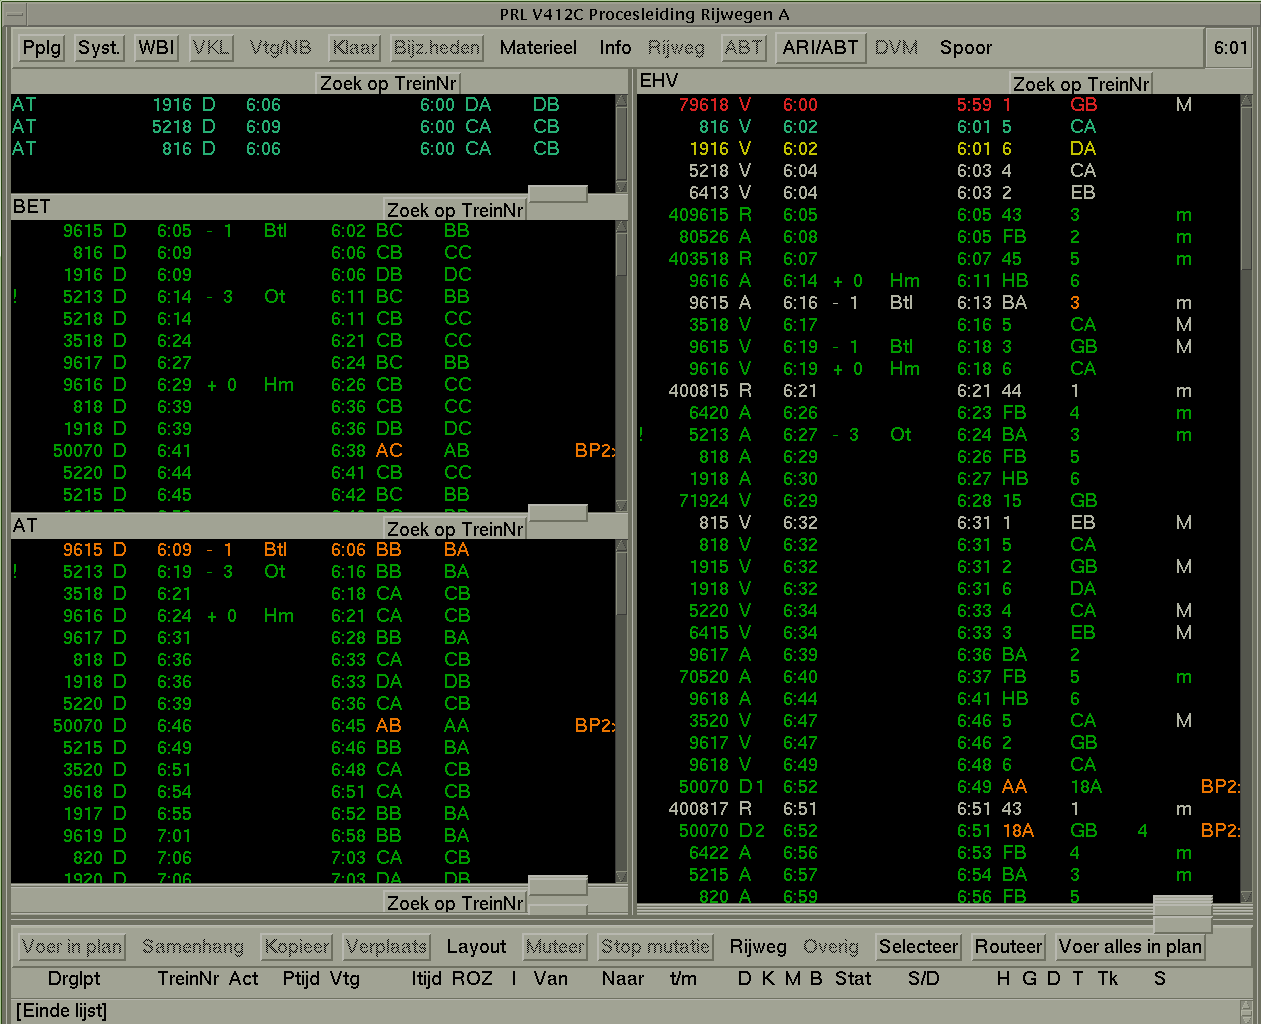 PRL V412C Procesleiding Rijwegen A
Pplg Syst. WBI VKL Vtg/NB Klaar Bijz.heden Materieel Info Rijweg ABT ARI/ABT DVM Spoor 6:01
Zoek op TreinNr
AT 1916 D 6:06 6:00 DA DB
AT 5218 D 6:09 6:00 CA CB
AT 816 D 6:06 6:00 CA CB
BET Zoek op TreinNr
9615 D 6:05 - 1 Btl 6:02 BC BB
816 D 6:09 6:06 CB CC
1916 D 6:09 6:06 DB DC
! 5213 D 6:14 - 3 Ot 6:11 BC BB
5218 D 6:14 6:11 CB CC
3518 D 6:24 6:21 CB CC
9617 D 6:27 6:24 BC BB
9616 D 6:29 + 0 Hm 6:26 CB CC
818 D 6:39 6:36 CB CC
1918 D 6:39 6:36 DB DC
50070 D 6:41 6:38 AC AB BP2:
5220 D 6:44 6:41 CB CC
5215 D 6:45 6:42 BC BB
AT Zoek op TreinNr
9615 D 6:09 - 1 Btl 6:06 BB BA
! 5213 D 6:19 - 3 Ot 6:16 BB BA
3518 D 6:21 6:18 CA CB
9616 D 6:24 + 0 Hm 6:21 CA CB
9617 D 6:31 6:28 BB BA
818 D 6:36 6:33 CA CB
1918 D 6:36 6:33 DA DB
5220 D 6:39 6:36 CA CB
50070 D 6:46 6:45 AB AA BP2:
5215 D 6:49 6:46 BB BA
3520 D 6:51 6:48 CA CB
9618 D 6:54 6:51 CA CB
1917 D 6:55 6:52 BB BA
9619 D 7:01 6:58 BB BA
820 D 7:06 7:03 CA CB
1920 D 7:06 7:03 DA DB
Zoek op TreinNr
EHV Zoek op TreinNr
79618 V 6:00 5:59 1 GB M
816 V 6:02 6:01 5 CA
1916 V 6:02 6:01 6 DA
5218 V 6:04 6:03 4 CA
6413 V 6:04 6:03 2 EB
409615 R 6:05 6:05 43 3 m
80526 A 6:08 6:05 FB 2 m
403518 R 6:07 6:07 45 5 m
9616 A 6:14 + 0 Hm 6:11 HB 6
9615 A 6:16 - 1 Btl 6:13 BA 3 m
3518 V 6:17 6:16 5 CA M
9615 V 6:19 - 1 Btl 6:18 3 GB M
9616 V 6:19 + 0 Hm 6:18 6 CA
400815 R 6:21 6:21 44 1 m
6420 A 6:26 6:23 FB 4 m
! 5213 A 6:27 - 3 Ot 6:24 BA 3 m
818 A 6:29 6:26 FB 5
1918 A 6:30 6:27 HB 6
71924 V 6:29 6:28 15 GB
815 V 6:32 6:31 1 EB M
818 V 6:32 6:31 5 CA
1915 V 6:32 6:31 2 GB M
1918 V 6:32 6:31 6 DA
5220 V 6:34 6:33 4 CA M
6415 V 6:34 6:33 3 EB M
9617 A 6:39 6:36 BA 2
70520 A 6:40 6:37 FB 5 m
9618 A 6:44 6:41 HB 6
3520 V 6:47 6:46 5 CA M
9617 V 6:47 6:46 2 GB
9618 V 6:49 6:48 6 CA
50070 D1 6:52 6:49 AA 18A BP2:
400817 R 6:51 6:51 43 1 m
50070 D2 6:52 6:51 18A GB 4 BP2:
6422 A 6:56 6:53 FB 4 m
5215 A 6:57 6:54 BA 3 m
820 A 6:59 6:56 FB 5
Voer in plan Samenhang Kopieer Verplaats Layout Muteer Stop mutatie Rijweg Overig Selecteer Routeer Voer alles in plan
Drglpt TreinNr Act Ptijd Vtg Itijd ROZ I Van Naar t/m D K M B Stat S/D H G D T Tk S
[Einde lijst]